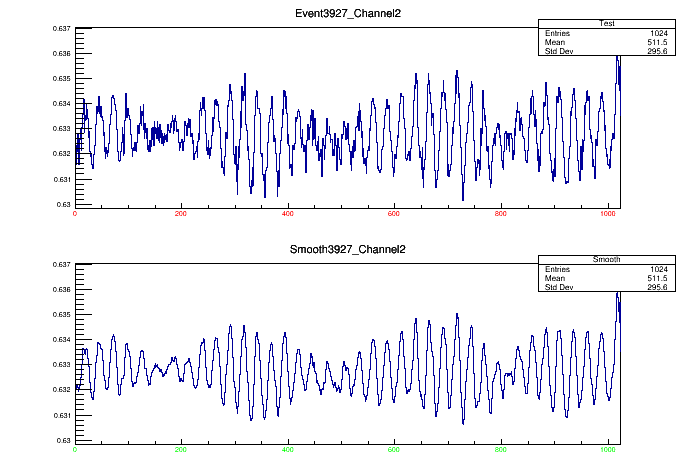 Event3927_Channel2
Test
Entries 1024
Mean 511.5
Std Dev 295.6
0.637
0.636
0.635
0.634
0.633
0.632
0.631
0.63
0 200 400 600 800 1000
Smooth3927_Channel2
Smooth
Entries 1024
Mean 511.5
Std Dev 295.6
0.637
0.636
0.635
0.634
0.633
0.632
0.631
0.63
0 200 400 600 800 1000